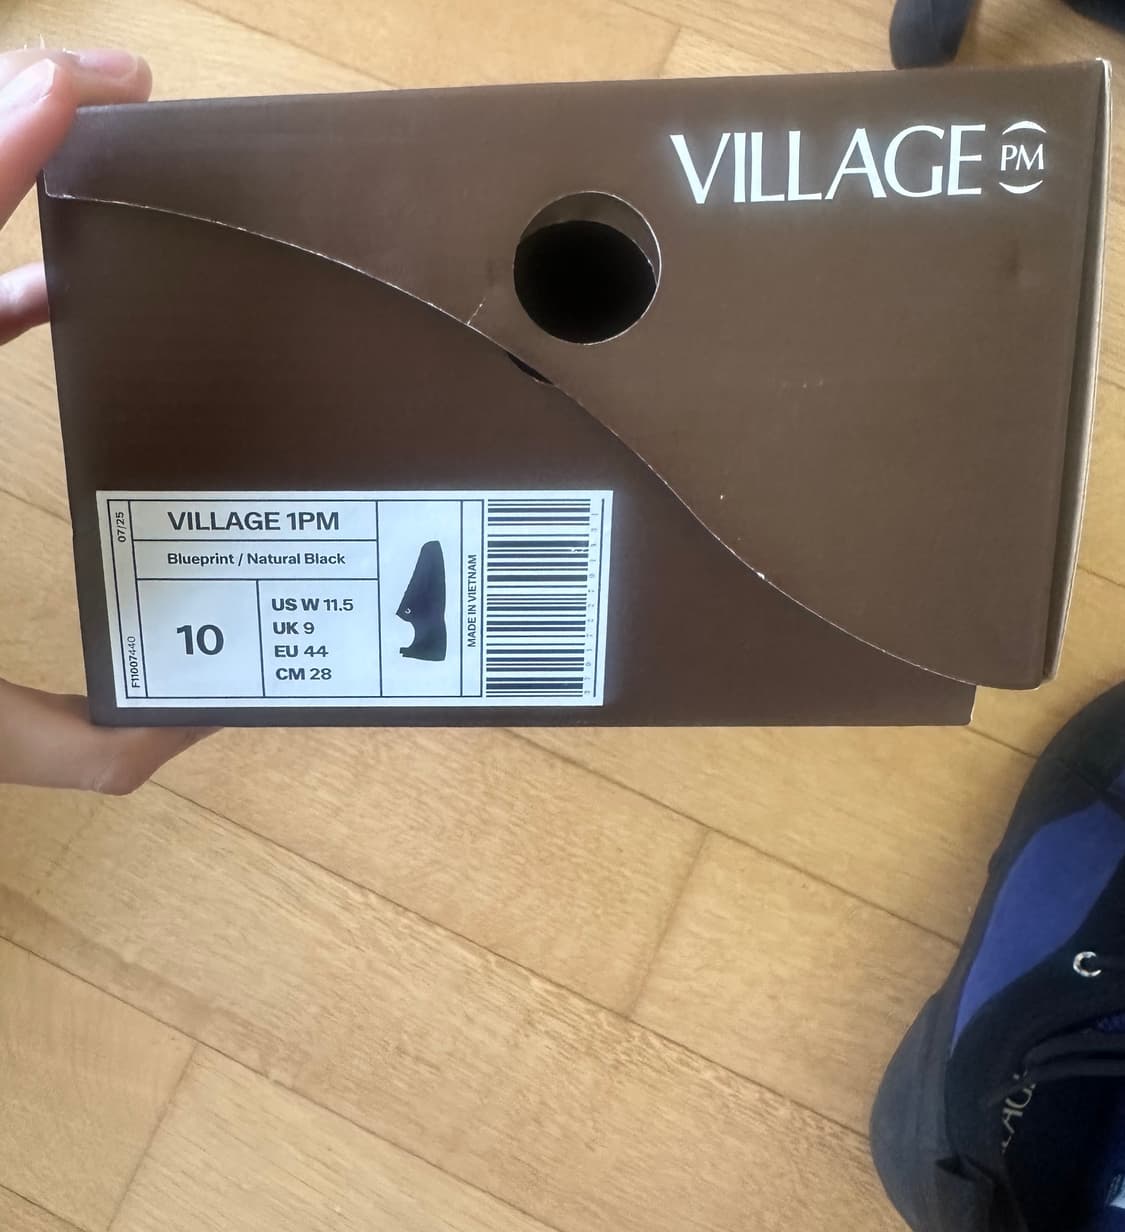 VILLAGE PM
07/25
F11007440
VILLAGE 1PM
Blueprint / Natural Black
10
US W 11.5
UK 9
EU 44
CM 28
MADE IN VIETNAM